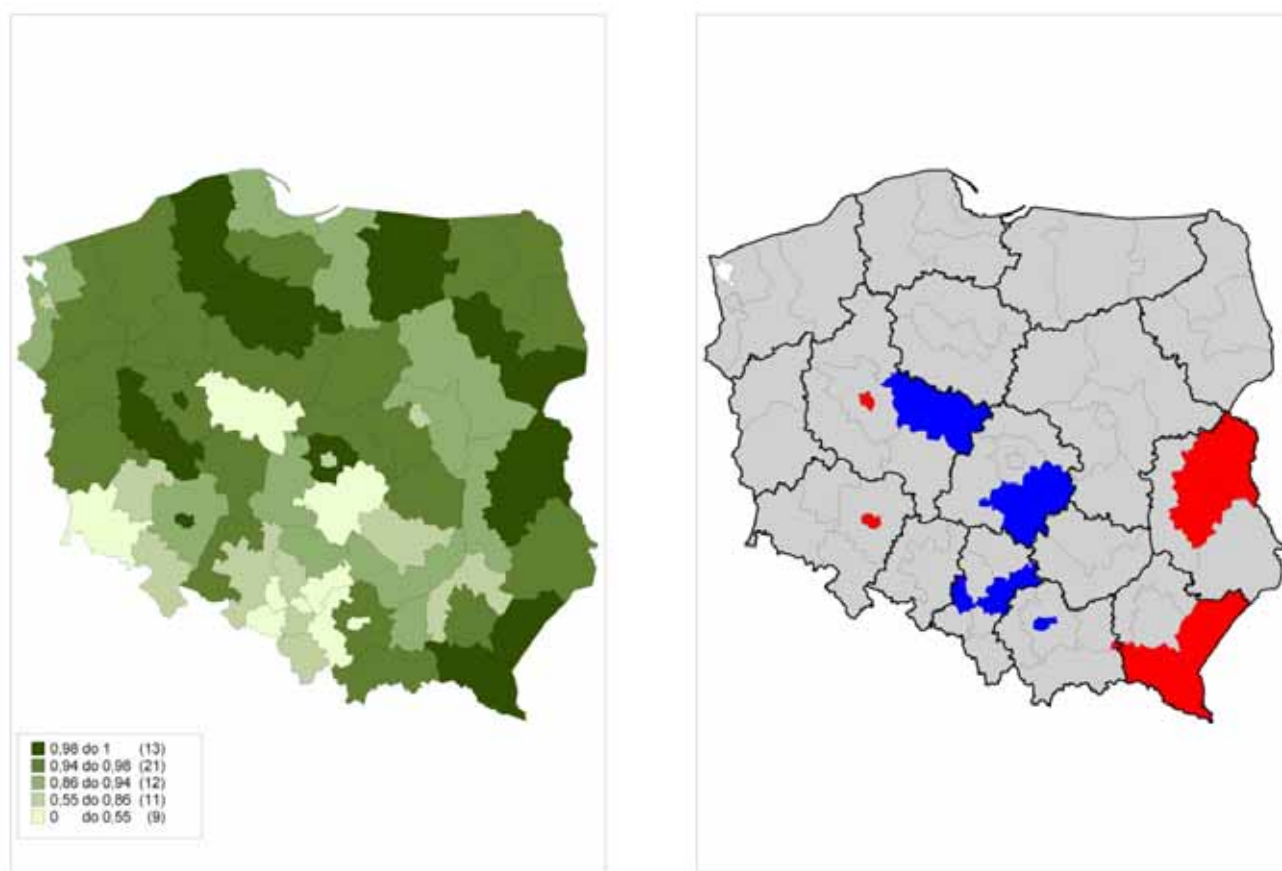 0,98 do 1 (13)
0,94 do 0,98 (21)
0,86 do 0,94 (12)
0,55 do 0,86 (11)
0 do 0,55 (9)